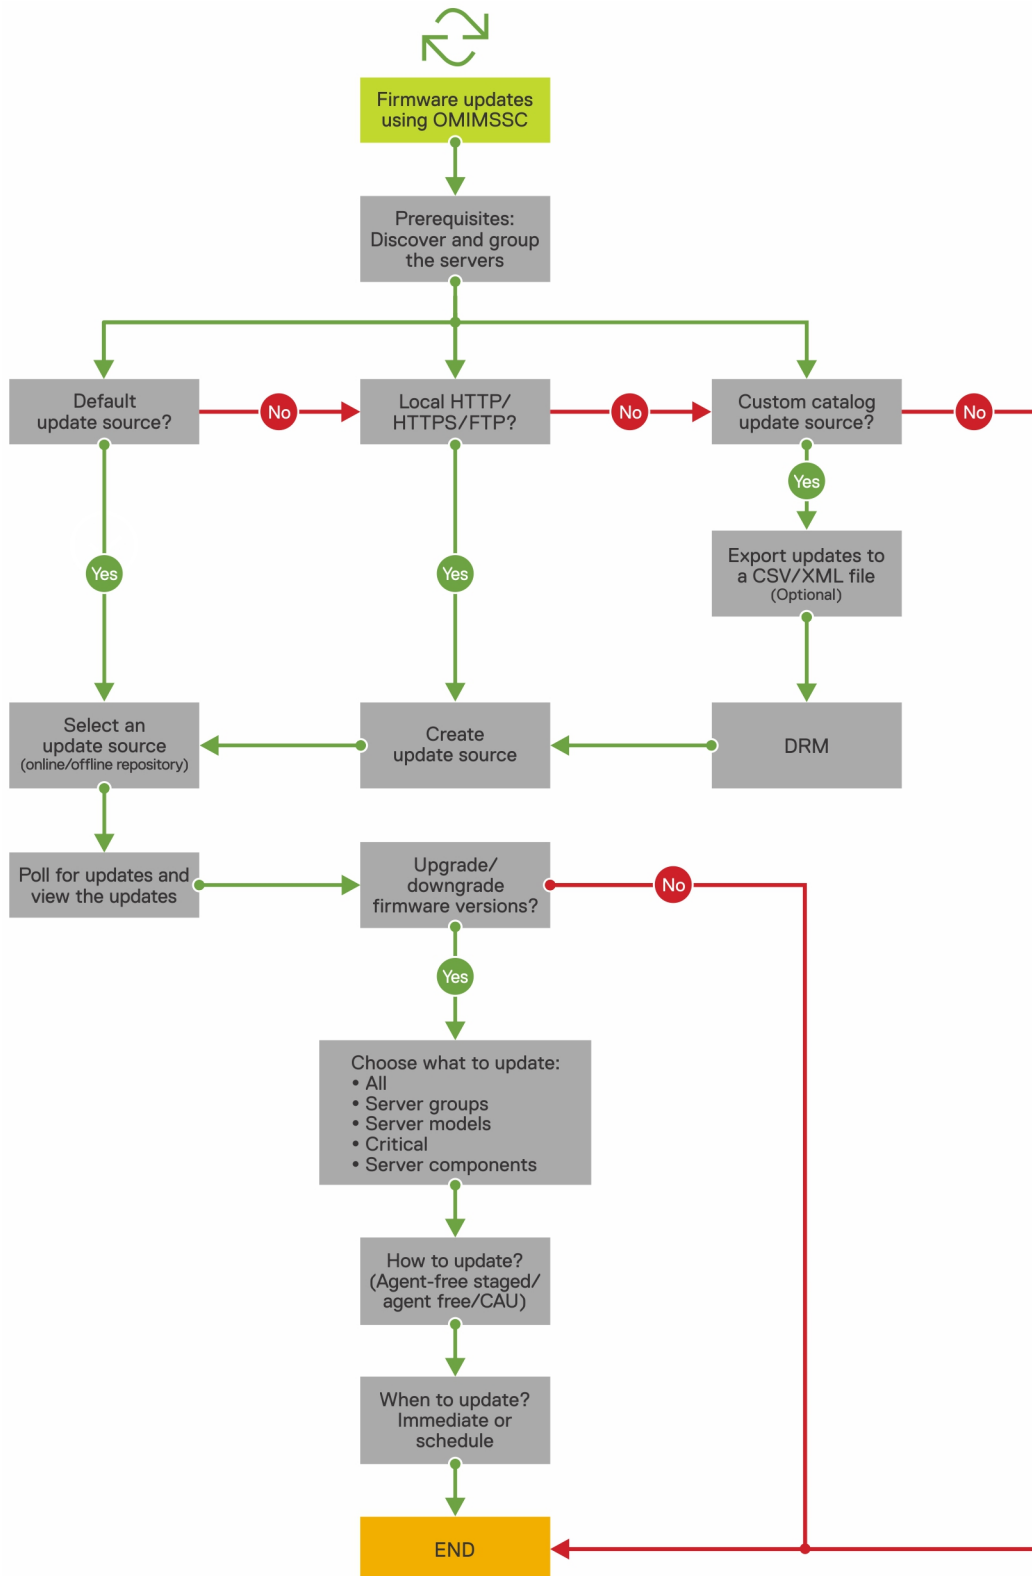 Firmware updates
using OMIMSSC
Prerequisites:
Discover and group
the servers
Default
update source?
No
Local HTTP/
HTTPS/FTP?
No
Custom catalog
update source?
No
Yes
Export updates to
a CSV/XML file
(Optional)
Yes
Yes
Select an
update source
(online/offline repository)
Create
update source
DRM
Poll for updates and
view the updates
Upgrade/
downgrade
firmware versions?
No
Yes
Choose what to update:
• All
• Server groups
• Server models
• Critical
• Server components
How to update?
(Agent-free staged/
agent free/CAU)
When to update?
Immediate or
schedule
END